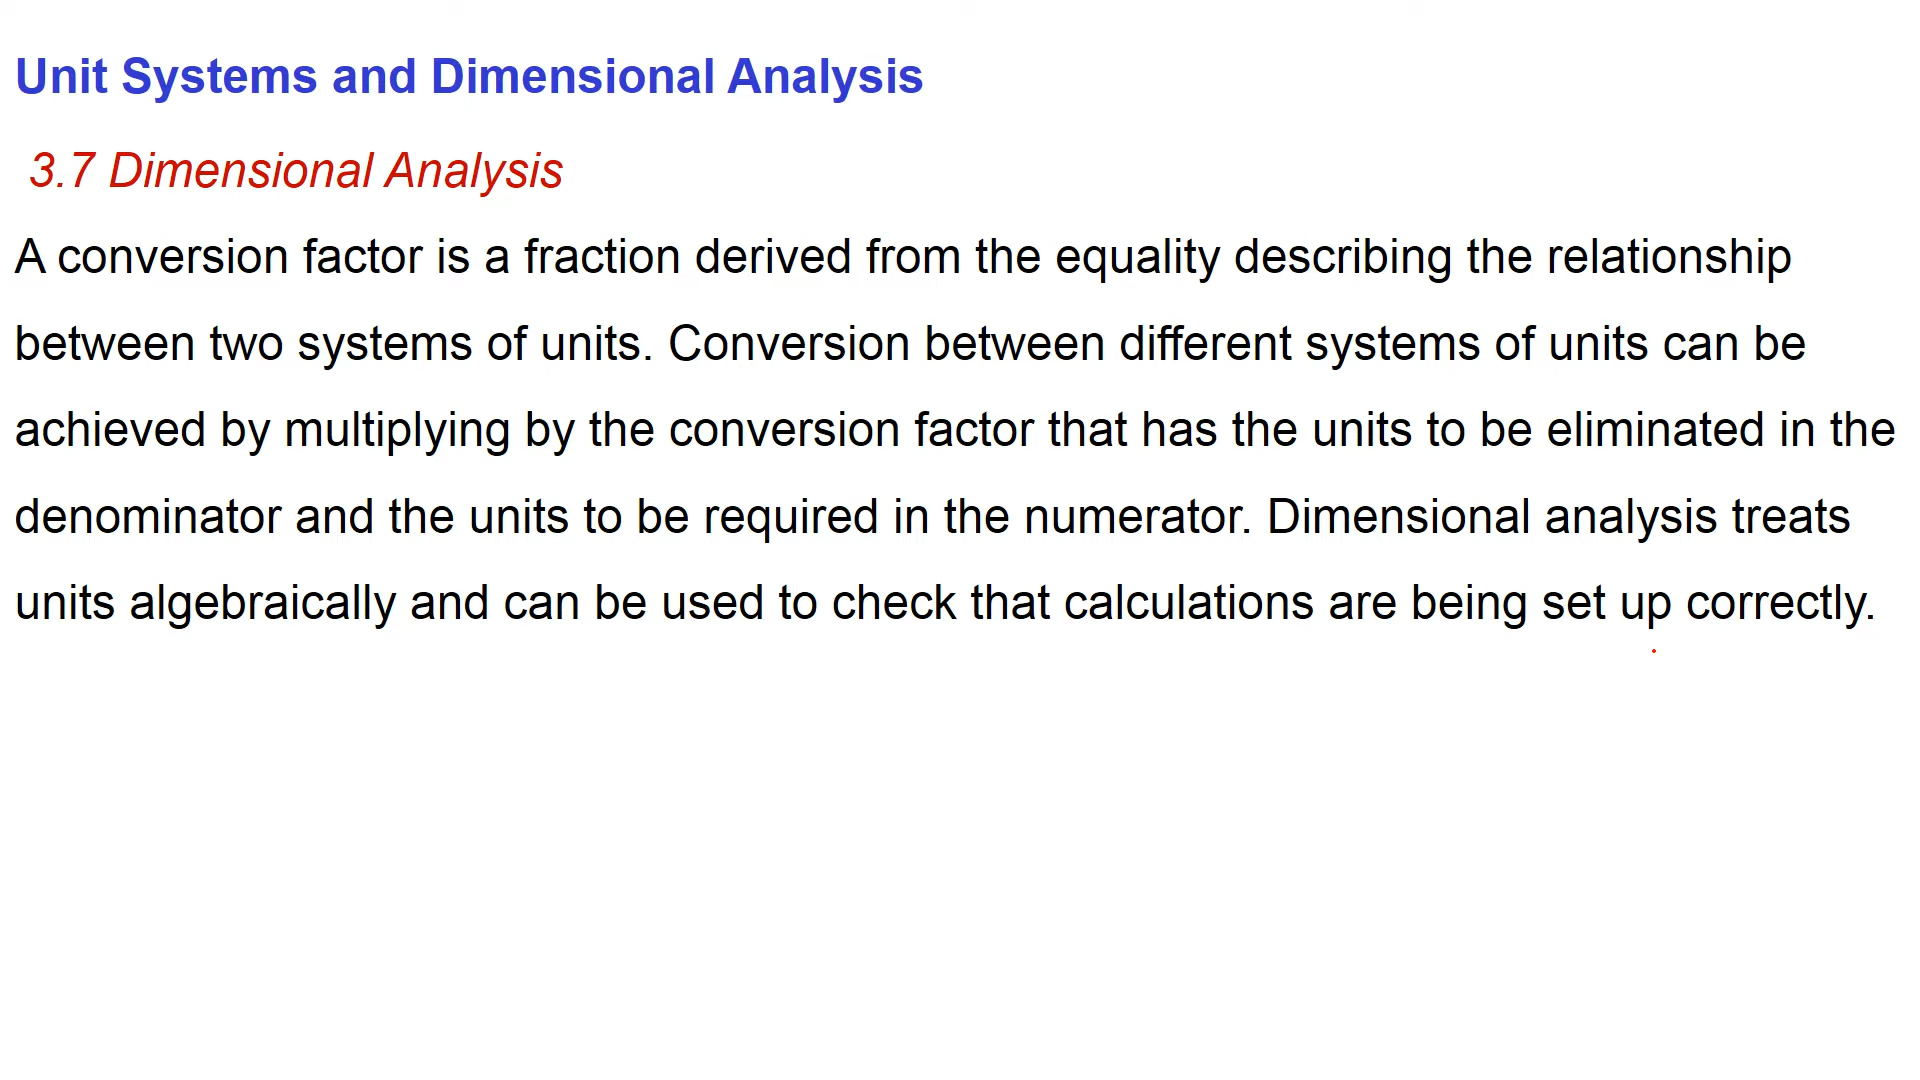 Unit Systems and Dimensional Analysis
3.7 Dimensional Analysis
A conversion factor is a fraction derived from the equality describing the relationship
between two systems of units. Conversion between different systems of units can be
achieved by multiplying by the conversion factor that has the units to be eliminated in the
denominator and the units to be required in the numerator. Dimensional analysis treats
units algebraically and can be used to check that calculations are being set up correctly.